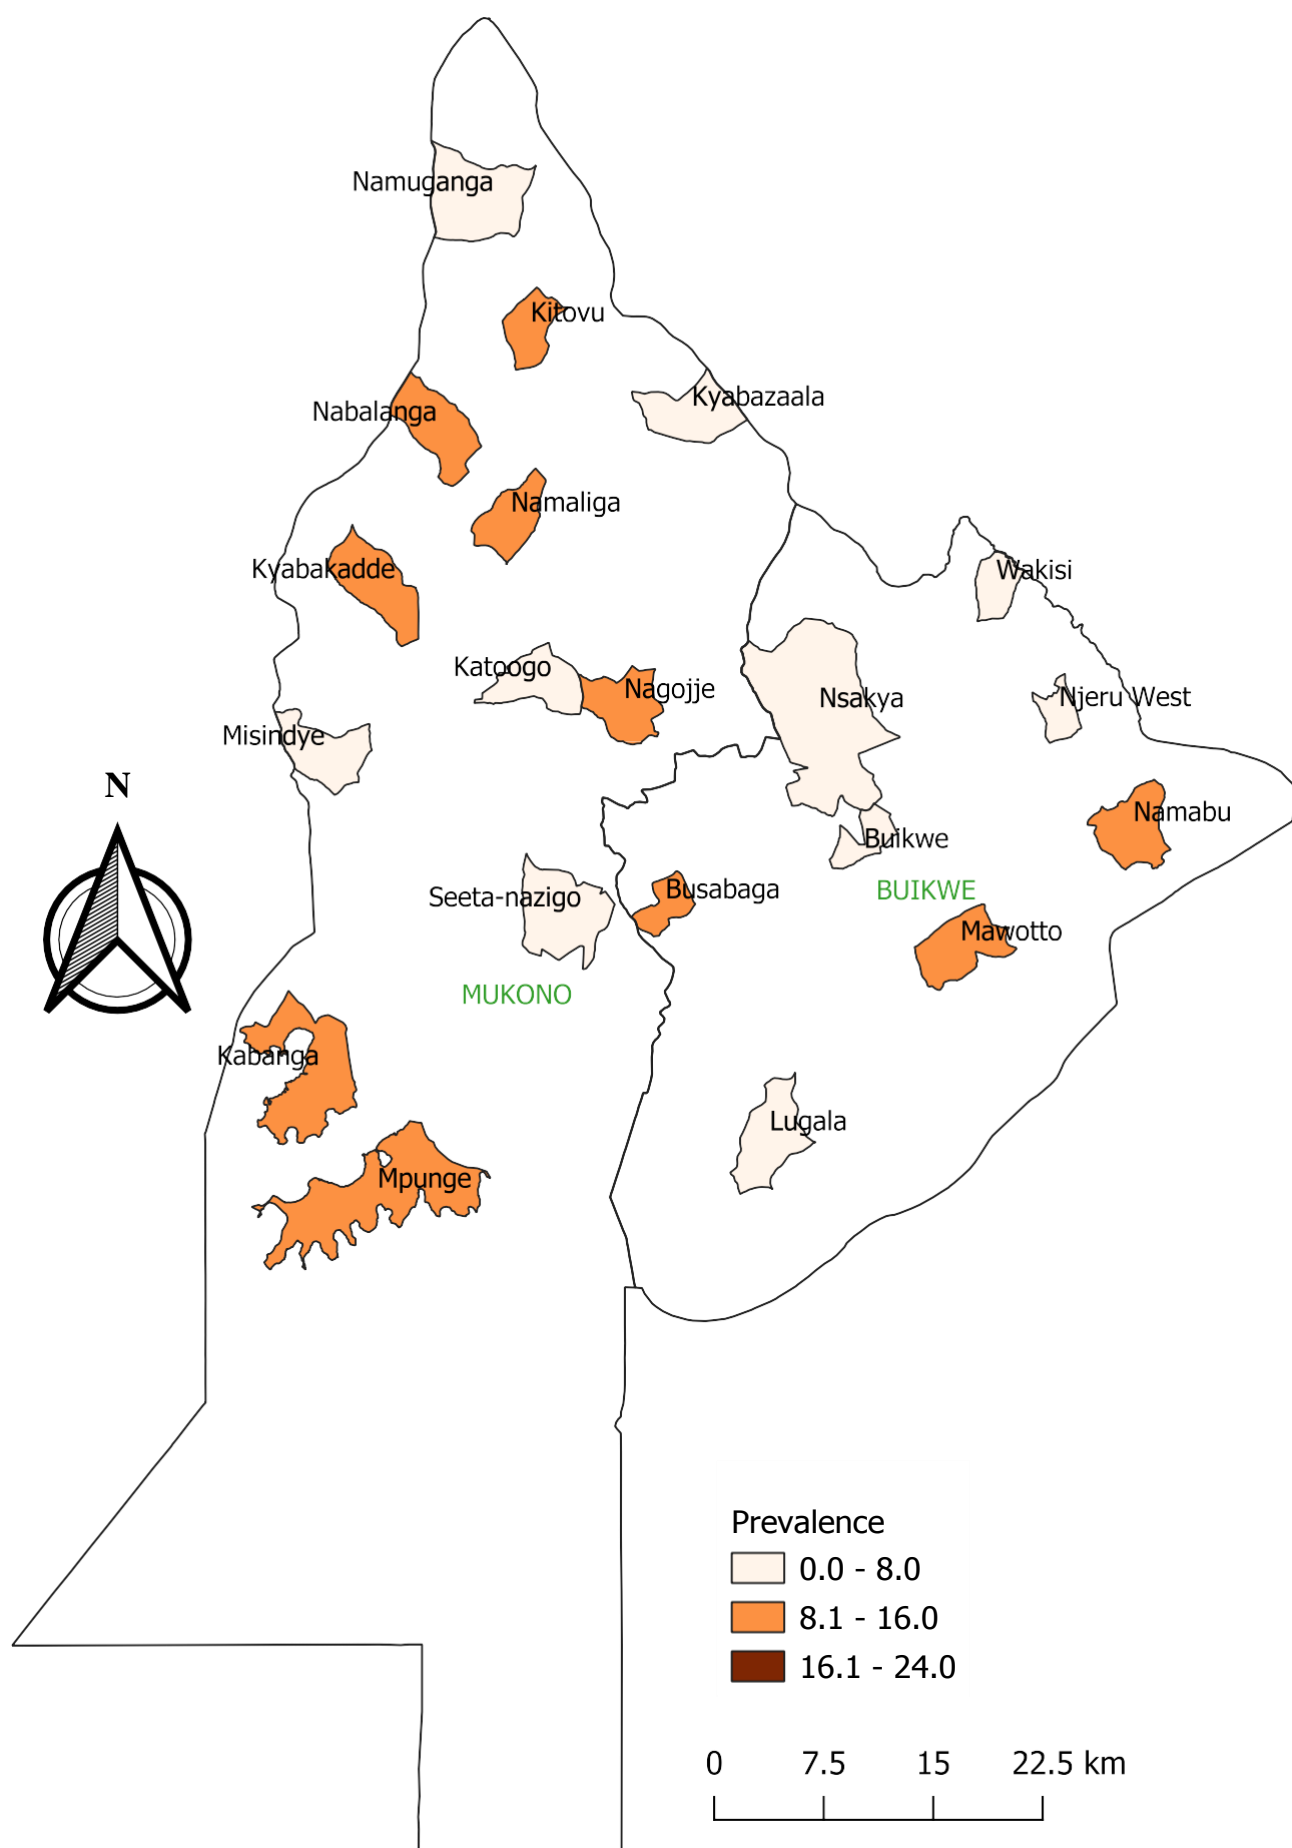 Namuganga
Kitovu
Kyabazaala
Nabalanga
Namaliga
Kyabakadde
Wakisi
Katoogo
Nagojje
Nsakya
Njeru West
Misindye
N
Namabu
Buikwe
Seeta-nazigo
Busabaga
BUIKWE
Mawotto
MUKONO
Kabanga
Lugala
Mpunge
Prevalence
0.0 - 8.0
8.1 - 16.0
16.1 - 24.0
0 7.5 15 22.5 km